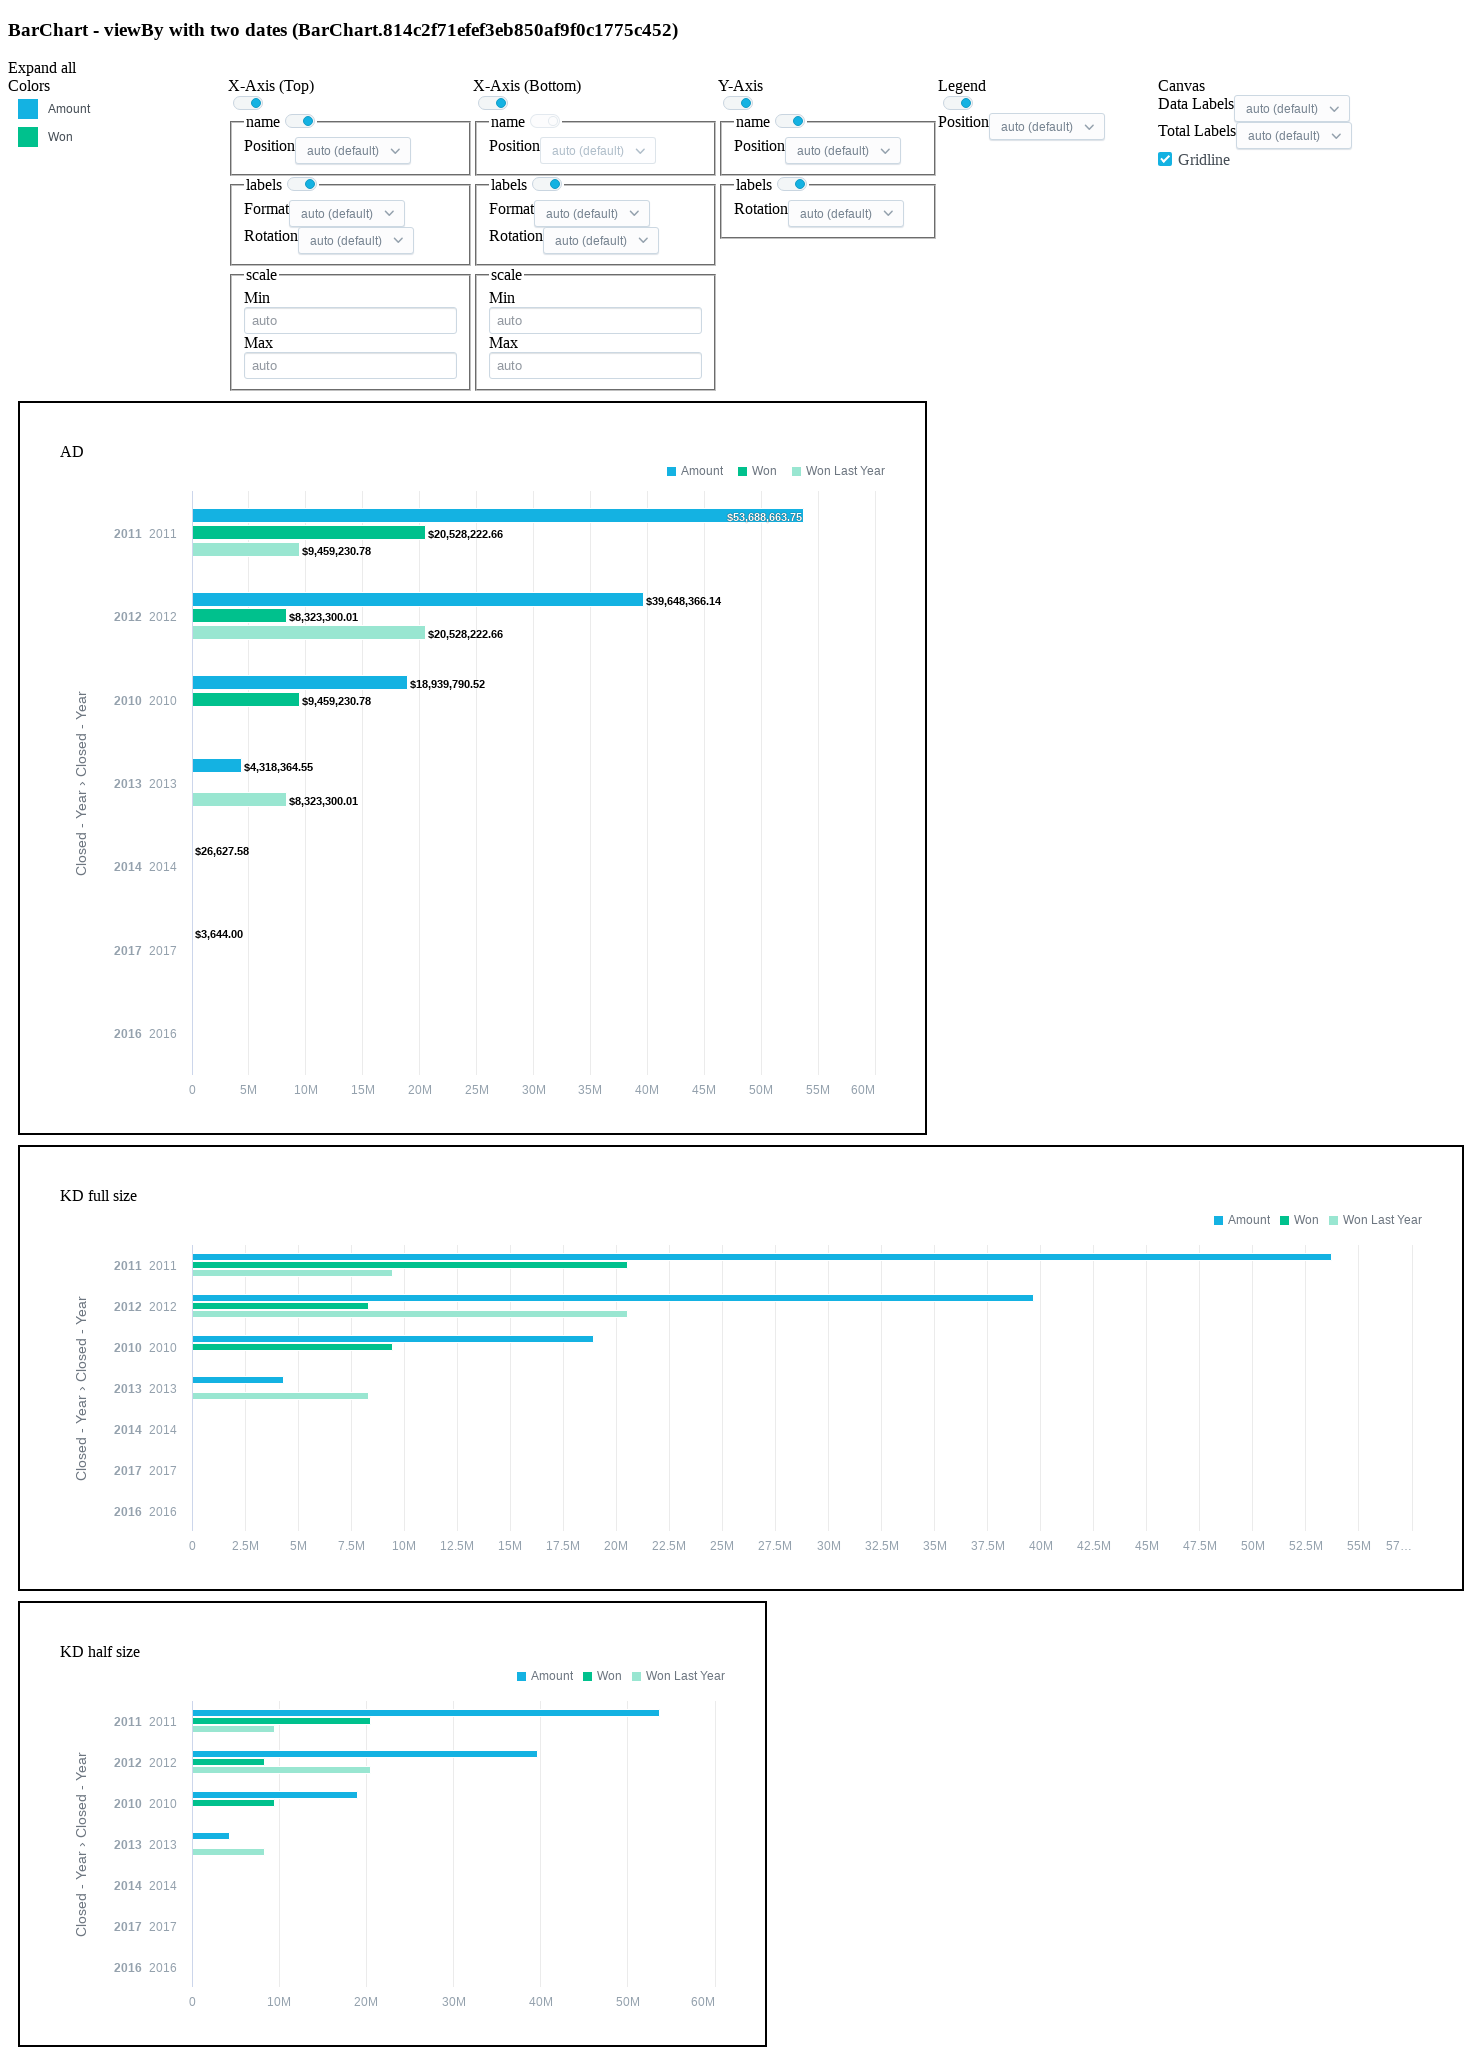 BarChart - viewBy with two dates (BarChart.814c2f71efef3eb850af9f0c1775c452)
Expand all
Colors
Amount
Won
X-Axis (Top)
name
Position auto (default)
labels
Format auto (default)
Rotation auto (default)
scale
Min
auto
Max
auto
X-Axis (Bottom)
name
Position auto (default)
labels
Format auto (default)
Rotation auto (default)
scale
Min
auto
Max
auto
Y-Axis
name
Position auto (default)
labels
Rotation auto (default)
Legend
Position auto (default)
Canvas
Data Labels auto (default)
Total Labels auto (default)
Gridline
AD
Amount Won Won Last Year
Closed - Year › Closed - Year
2011 2011
$53,688,663.75
$20,528,222.66
$9,459,230.78
2012 2012
$39,648,366.14
$8,323,300.01
$20,528,222.66
2010 2010
$18,939,790.52
$9,459,230.78
2013 2013
$4,318,364.55
$8,323,300.01
2014 2014
$26,627.58
2017 2017
$3,644.00
2016 2016
0 5M 10M 15M 20M 25M 30M 35M 40M 45M 50M 55M 60M
KD full size
Amount Won Won Last Year
Closed - Year › Closed - Year
2011 2011
2012 2012
2010 2010
2013 2013
2014 2014
2017 2017
2016 2016
0 2.5M 5M 7.5M 10M 12.5M 15M 17.5M 20M 22.5M 25M 27.5M 30M 32.5M 35M 37.5M 40M 42.5M 45M 47.5M 50M 52.5M 55M 57…
KD half size
Amount Won Won Last Year
Closed - Year › Closed - Year
2011 2011
2012 2012
2010 2010
2013 2013
2014 2014
2017 2017
2016 2016
0 10M 20M 30M 40M 50M 60M